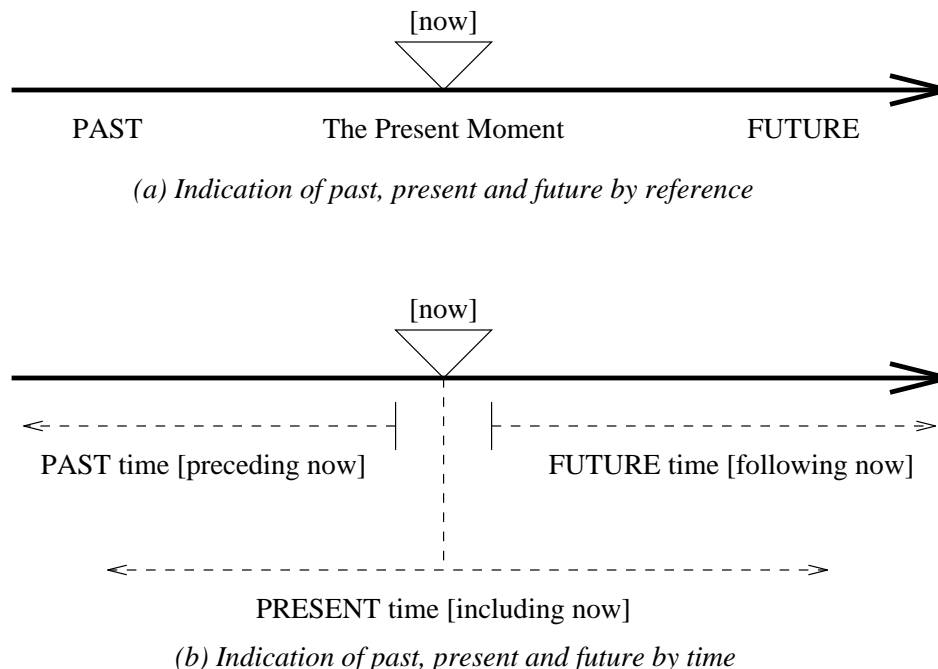 [now]
PAST The Present Moment FUTURE
(a) Indication of past, present and future by reference
[now]
PAST time [preceding now] FUTURE time [following now]
PRESENT time [including now]
(b) Indication of past, present and future by time